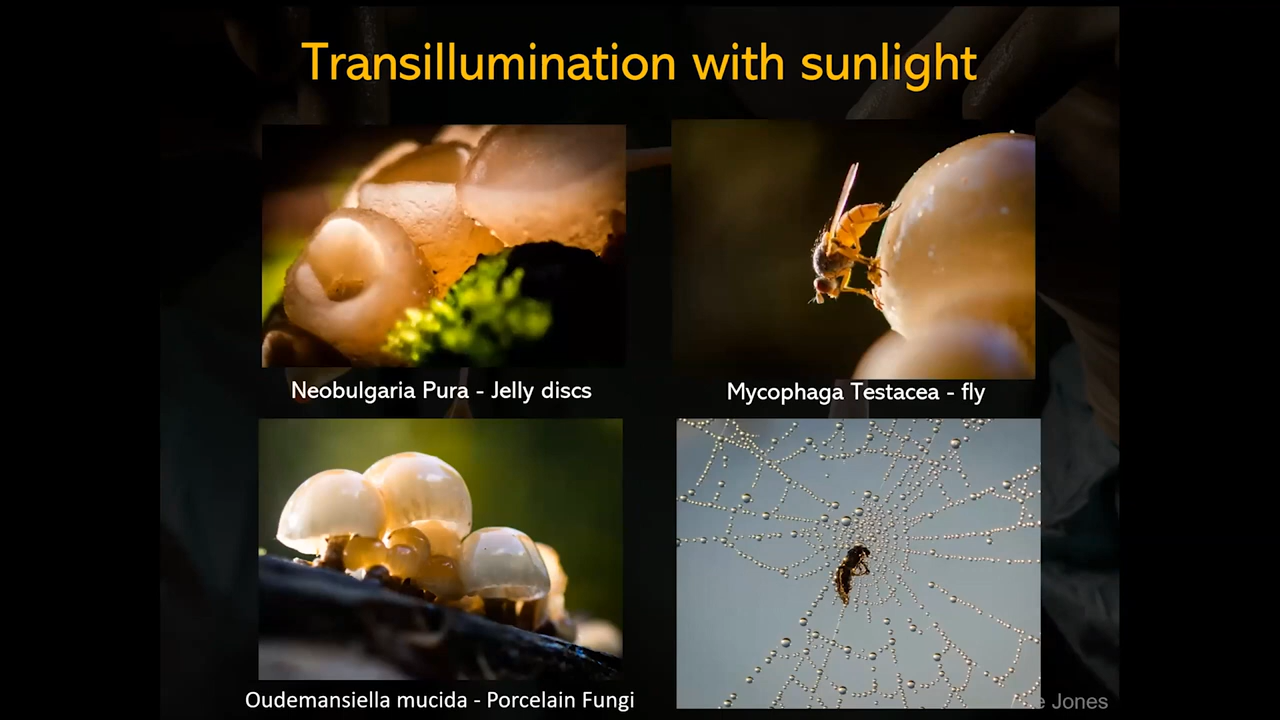 Transillumination with sunlight
Neobulgaria Pura - Jelly discs
Mycophaga Testacea - fly
Oudemansiella mucida - Porcelain Fungi
Jones